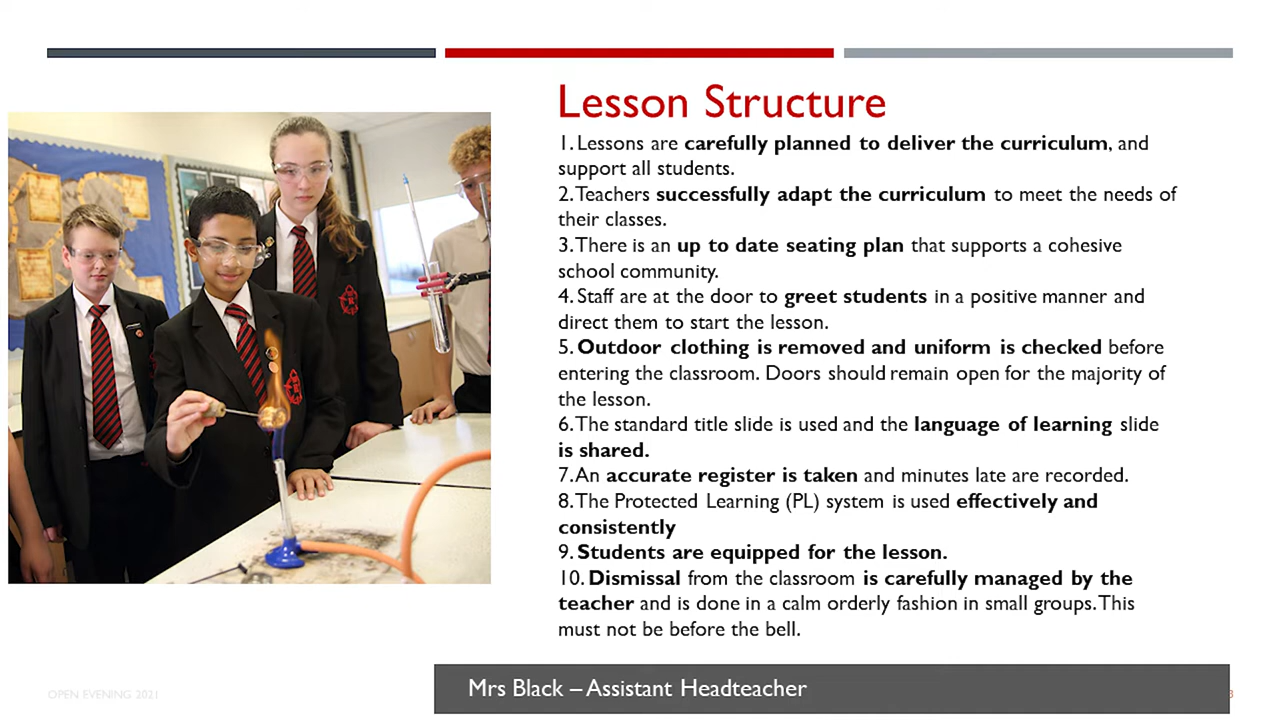 Lesson Structure
1. Lessons are carefully planned to deliver the curriculum, and
support all students.
2. Teachers successfully adapt the curriculum to meet the needs of
their classes.
3. There is an up to date seating plan that supports a cohesive
school community.
4. Staff are at the door to greet students in a positive manner and
direct them to start the lesson.
5. Outdoor clothing is removed and uniform is checked before
entering the classroom. Doors should remain open for the majority of
the lesson.
6. The standard title slide is used and the language of learning slide
is shared.
7. An accurate register is taken and minutes late are recorded.
8. The Protected Learning (PL) system is used effectively and
consistently
9. Students are equipped for the lesson.
10. Dismissal from the classroom is carefully managed by the
teacher and is done in a calm orderly fashion in small groups. This
must not be before the bell.
Mrs Black – Assistant Headteacher
OPEN EVENING 2021